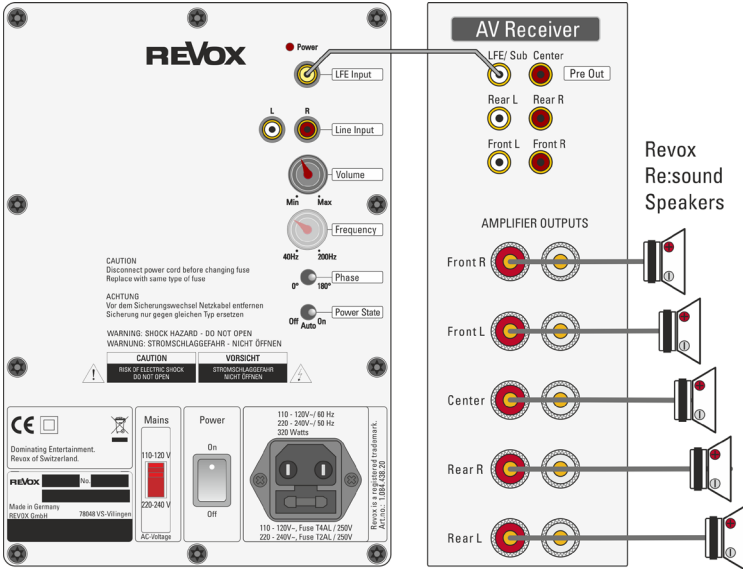 REVOX
Power
LFE Input
L R
Line Input
Volume
Min Max
Frequency
40Hz 200Hz
Phase
0° 180°
Power State
Off Auto On
CAUTION
Disconnect power cord before changing fuse
Replace with same type of fuse
ACHTUNG
Vor dem Sicherungswechsel Netzkabel entfernen
Sicherung nur gegen gleichen Typ ersetzen
WARNING: SHOCK HAZARD - DO NOT OPEN
WARNUNG: STROMSCHLAGGEFAHR - NICHT ÖFFNEN
CAUTION
RISK OF ELECTRIC SHOCK
DO NOT OPEN
VORSICHT
STROMSCHLAGGEFAHR
NICHT ÖFFNEN
CE
Dominating Entertainment.
Revox of Switzerland.
REVOX No.
Made in Germany
REVOX GmbH 78048 VS-Villingen
Mains
110-120 V
220-240 V
AC-Voltage
Power
On
Off
110 - 120V~/ 60 Hz
220 - 240V~/ 50 Hz
320 Watts
110 - 120V~, Fuse T4AL / 250V
220 - 240V~, Fuse T2AL / 250V
Revox is a registered trademark.
Art.no.: 1.084.438.20
AV Receiver
LFE/ Sub Center
Pre Out
Rear L Rear R
Front L Front R
AMPLIFIER OUTPUTS
Front R
Front L
Center
Rear R
Rear L
Revox
Re:sound
Speakers